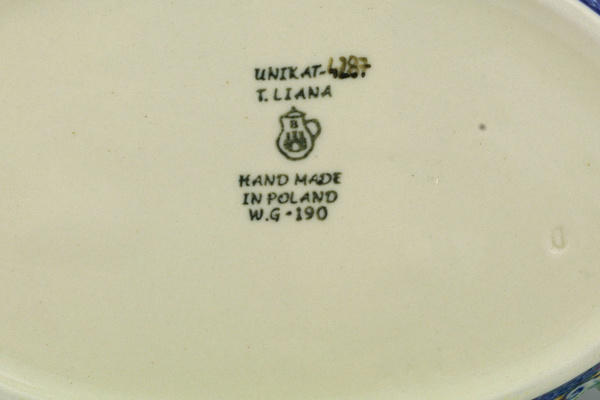 UNIKAT-4287
T. LIANA
B
HAND MADE
IN POLAND
W.G-190